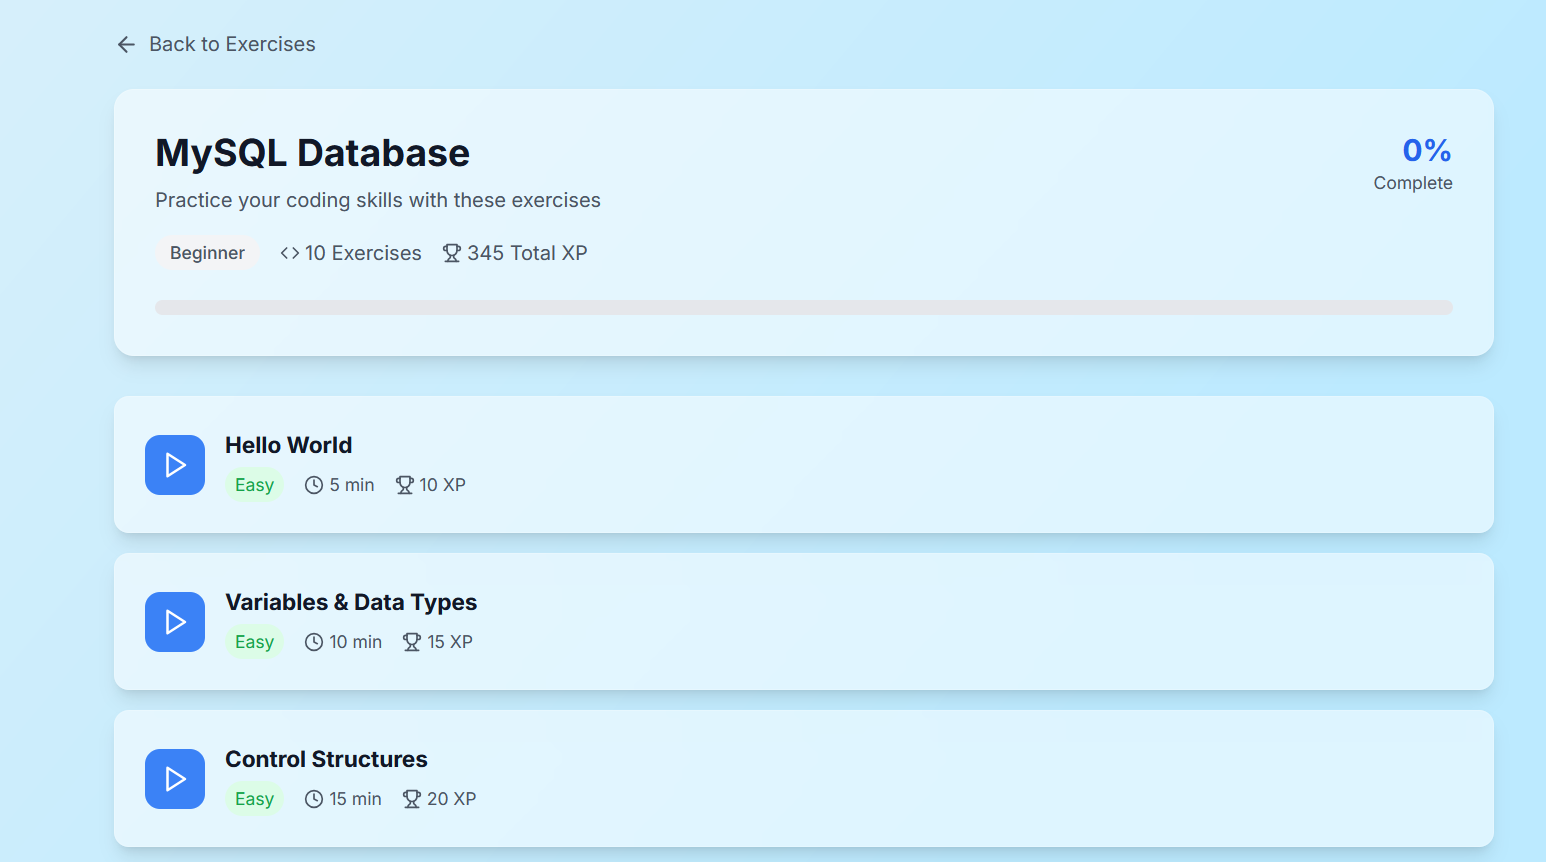 Back to Exercises
MySQL Database
0%
Complete
Practice your coding skills with these exercises
Beginner
10 Exercises
345 Total XP
Hello World
Easy
5 min
10 XP
Variables & Data Types
Easy
10 min
15 XP
Control Structures
Easy
15 min
20 XP